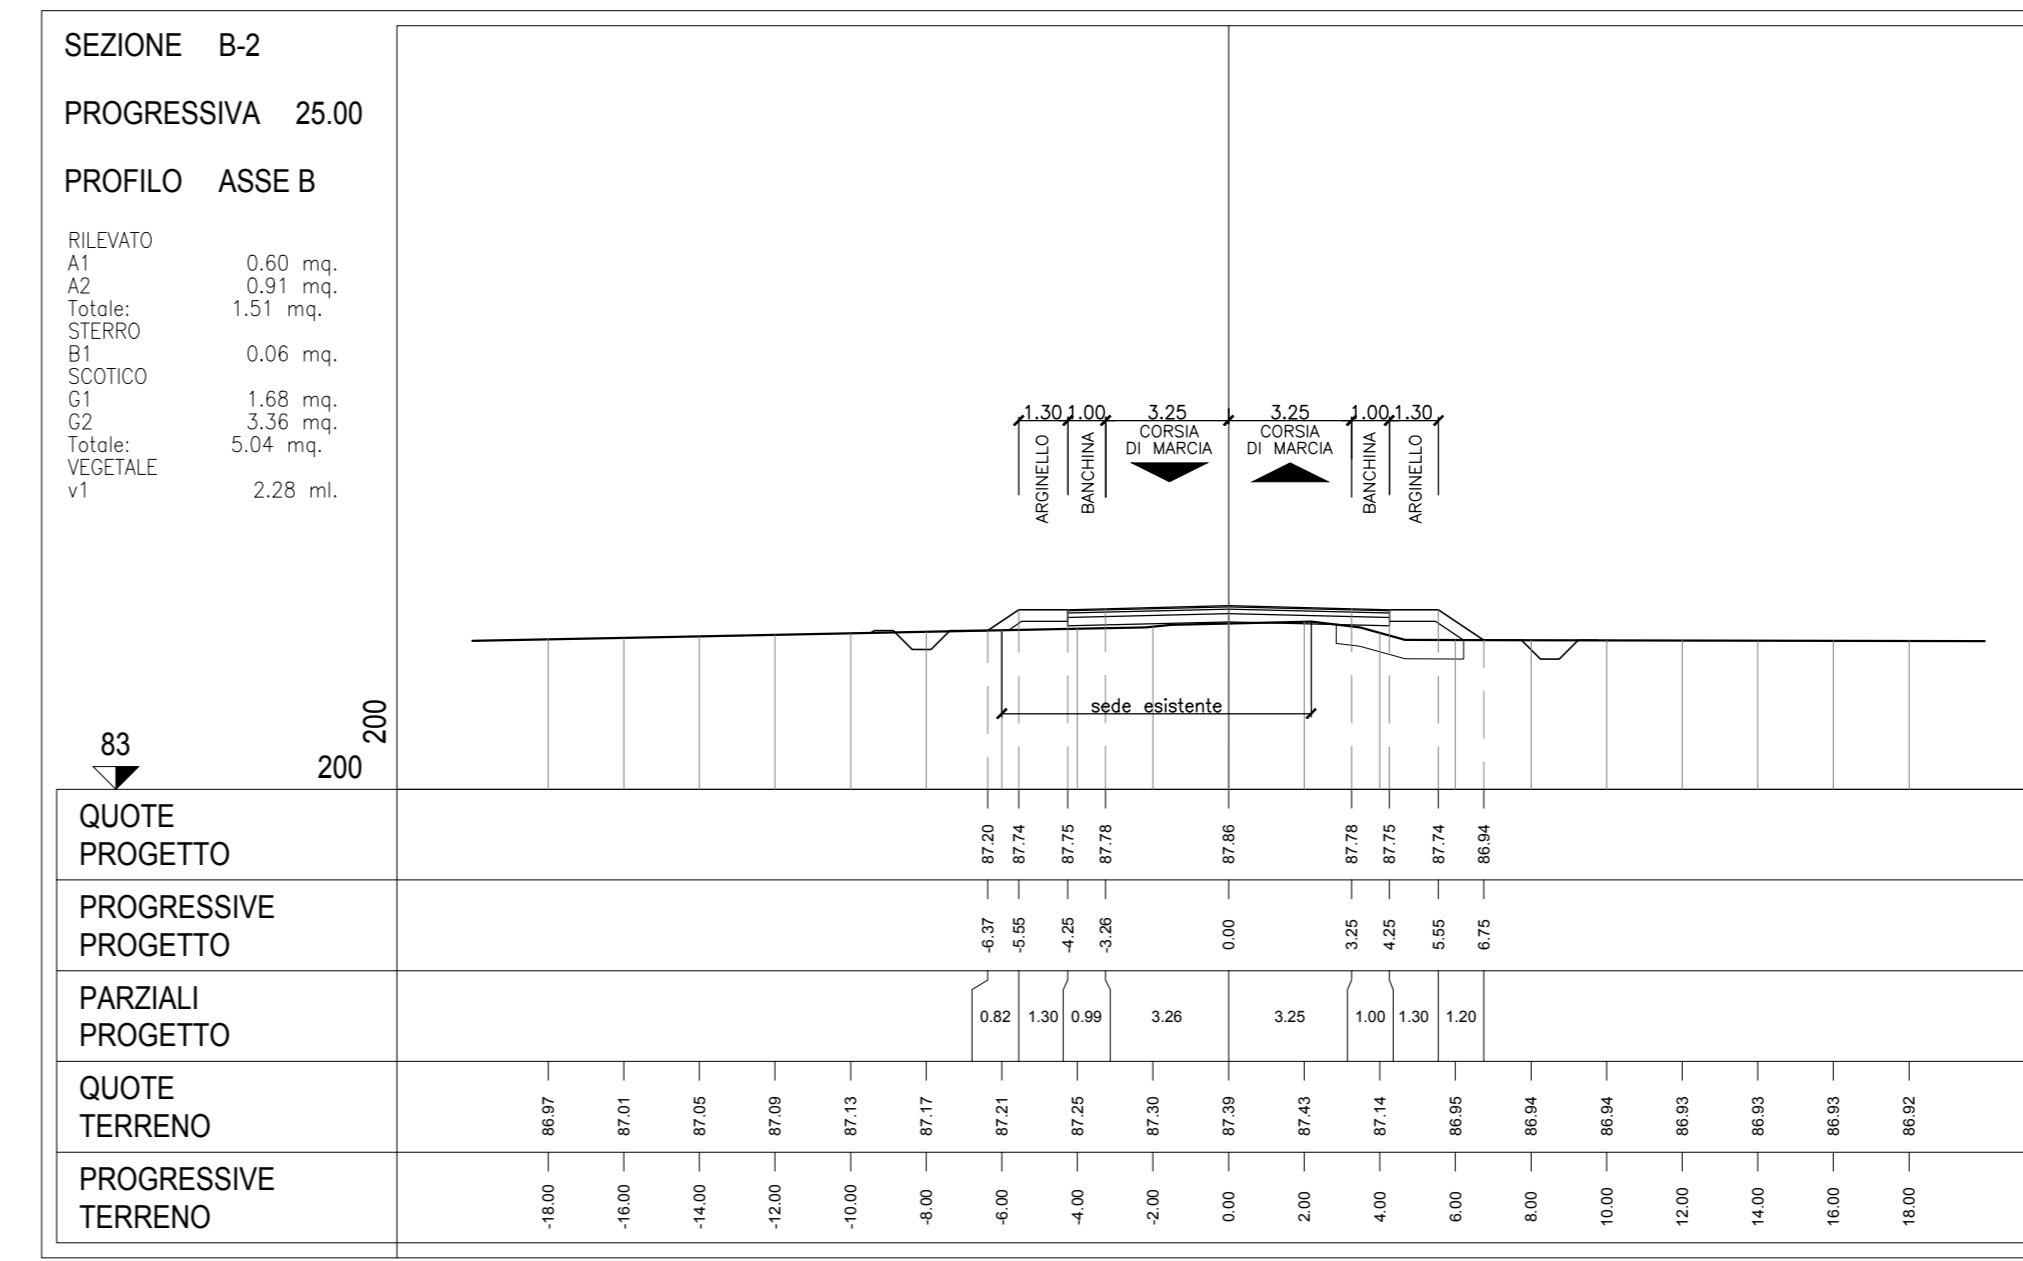 SEZIONE B-2
PROGRESSIVA 25.00
PROFILO ASSE B
RILEVATO
A1 0.60 mq.
A2 0.91 mq.
Totale: 1.51 mq.
STERRO
B1 0.06 mq.
SCOTICO
G1 1.68 mq.
G2 3.36 mq.
Totale: 5.04 mq.
VEGETALE
v1 2.28 ml.
1.30 1.00 3.25 3.25 1.00 1.30
ARGINELLO
BANCHINA
CORSIA
DI MARCIA
CORSIA
DI MARCIA
BANCHINA
ARGINELLO
sede esistente
83
200
200
QUOTE
PROGETTO
87.20 87.74 87.75 87.78 87.86 87.78 87.75 87.74 86.94
PROGRESSIVE
PROGETTO
-6.37 -5.55 -4.25 -3.26 0.00 3.25 4.25 5.55 6.75
PARZIALI
PROGETTO
0.82 1.30 0.99 3.26 3.25 1.00 1.30 1.20
QUOTE
TERRENO
86.97 87.01 87.05 87.09 87.13 87.17 87.21 87.25 87.30 87.39 87.43 87.14 86.95 86.94 86.94 86.93 86.93 86.93 86.92
PROGRESSIVE
TERRENO
-18.00 -16.00 -14.00 -12.00 -10.00 -8.00 -6.00 -4.00 -2.00 0.00 2.00 4.00 6.00 8.00 10.00 12.00 14.00 16.00 18.00